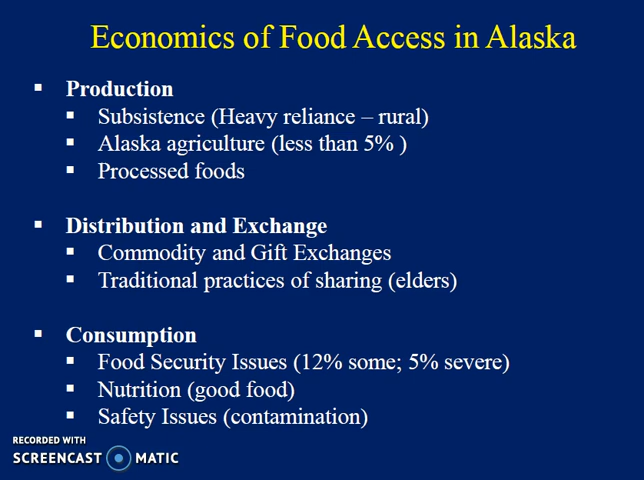 Economics of Food Access in Alaska
▪ Production
▪ Subsistence (Heavy reliance – rural)
▪ Alaska agriculture (less than 5% )
▪ Processed foods
▪ Distribution and Exchange
▪ Commodity and Gift Exchanges
▪ Traditional practices of sharing (elders)
▪ Consumption
▪ Food Security Issues (12% some; 5% severe)
▪ Nutrition (good food)
▪ Safety Issues (contamination)
RECORDED WITH
SCREENCAST MATIC